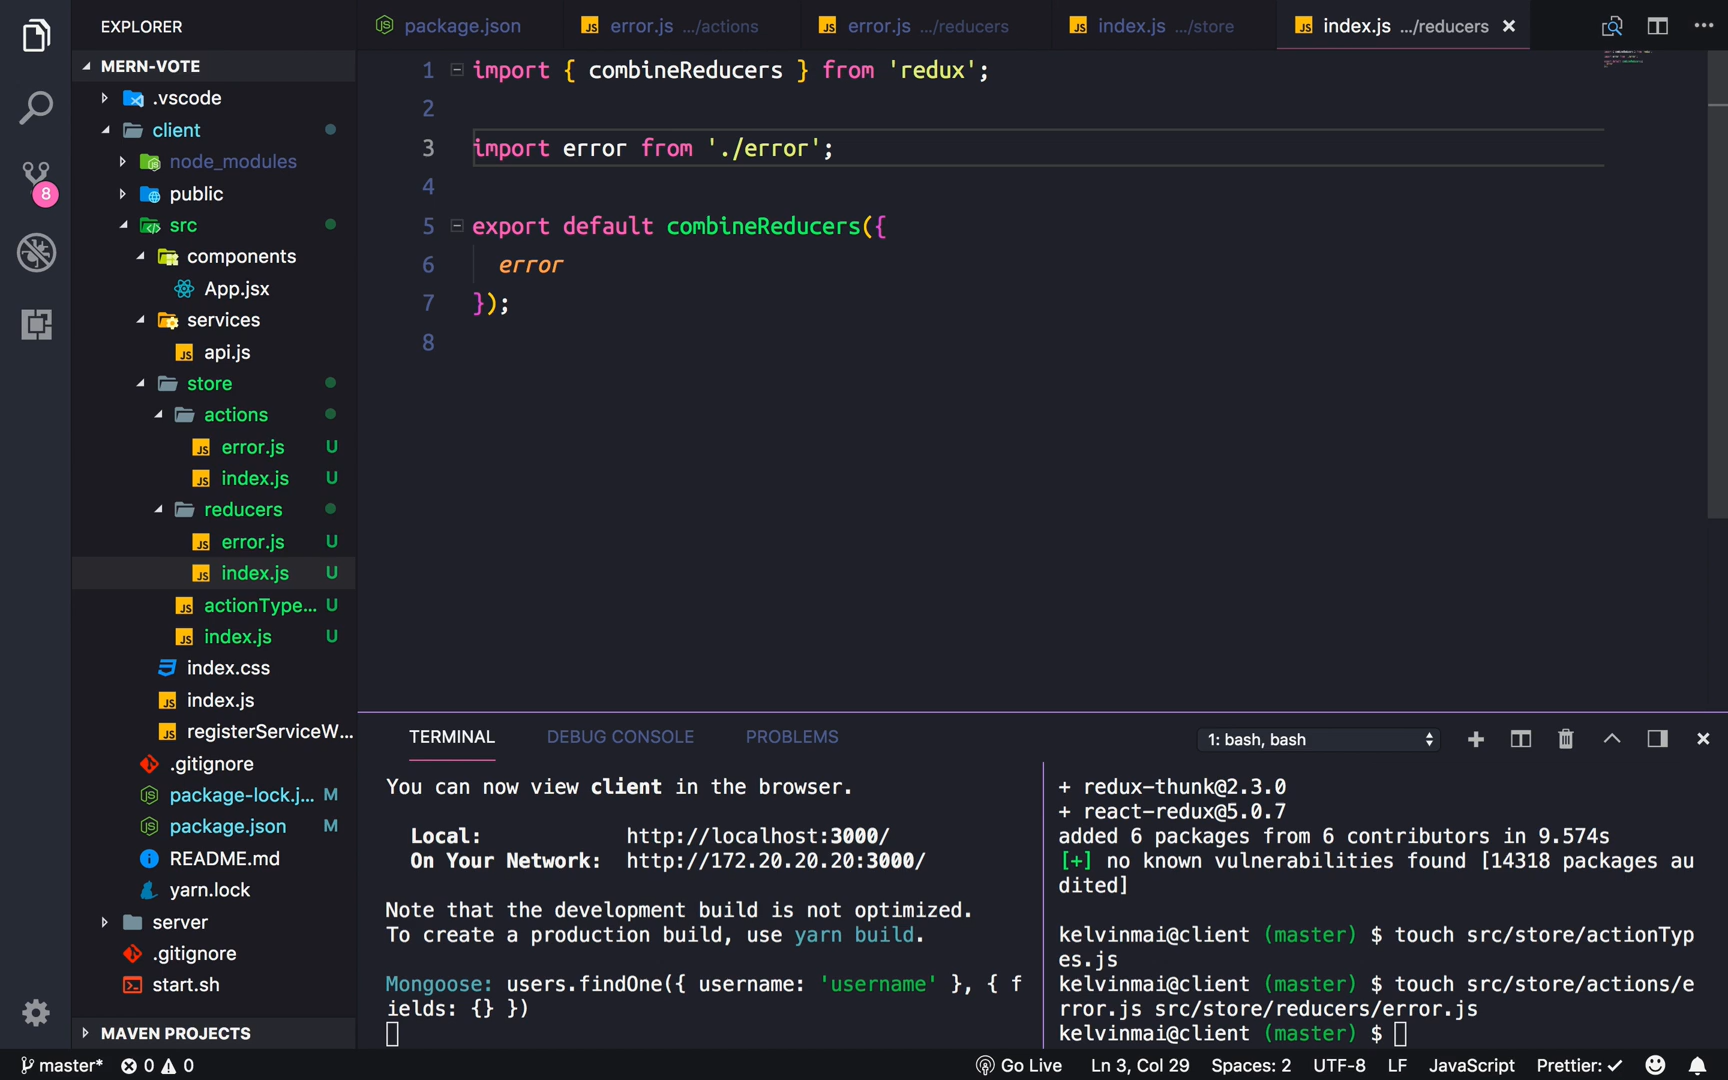 EXPLORER
MERN-VOTE
.vscode
client
node_modules
public
src
components
App.jsx
services
api.js
store
actions
error.js U
index.js U
reducers
error.js U
index.js U
actionType... U
index.js U
index.css
index.js
registerServiceW...
.gitignore
package-lock.j... M
package.json M
README.md
yarn.lock
server
.gitignore
start.sh
MAVEN PROJECTS
8
package.json
error.js .../actions
error.js .../reducers
index.js .../store
index.js .../reducers
1 import { combineReducers } from 'redux';
2
3 import error from './error';
4
5 export default combineReducers({
6 error
7 });
8
TERMINAL
DEBUG CONSOLE
PROBLEMS
1: bash, bash
You can now view client in the browser.
Local: http://localhost:3000/
On Your Network: http://172.20.20.20:3000/
Note that the development build is not optimized.
To create a production build, use yarn build.
Mongoose: users.findOne({ username: 'username' }, { f
ields: {} })
+ redux-thunk@2.3.0
+ react-redux@5.0.7
added 6 packages from 6 contributors in 9.574s
[+] no known vulnerabilities found [14318 packages au
dited]
kelvinmai@client (master) $ touch src/store/actionTyp
es.js
kelvinmai@client (master) $ touch src/store/actions/e
rror.js src/store/reducers/error.js
kelvinmai@client (master) $
master* 0 0
Go Live
Ln 3, Col 29
Spaces: 2
UTF-8
LF
JavaScript
Prettier: ✓